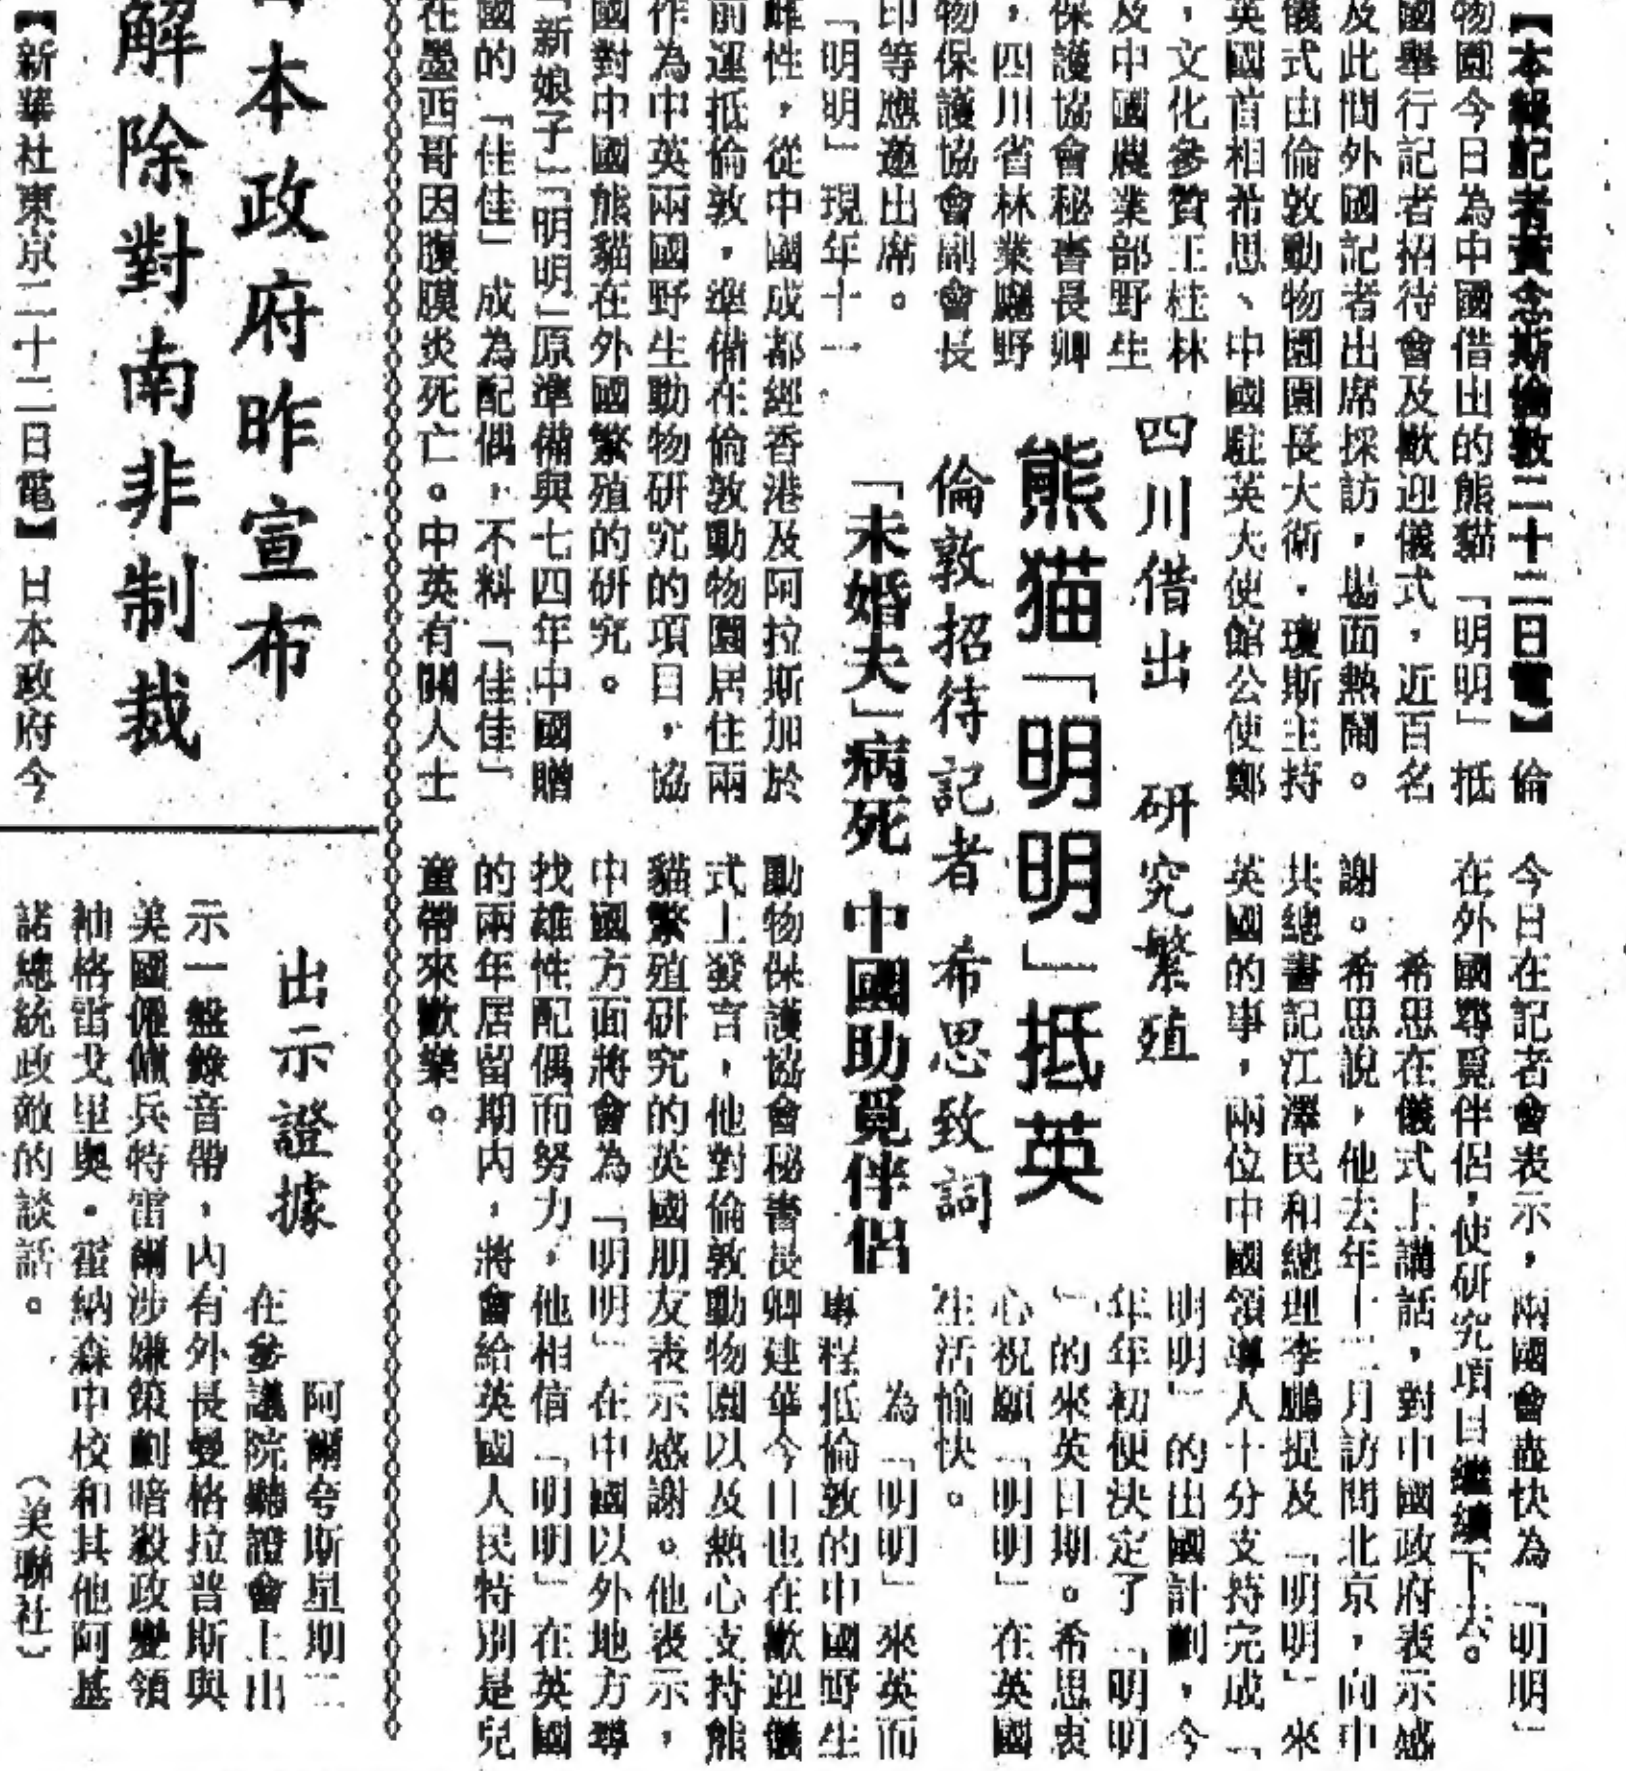 四川借出　研究繁殖
熊猫「明明」抵英
倫敦招待記者　希思致詞
「未婚夫」病死　中國助覓伴侶
【本報記者黃念斯倫敦二十三日電】倫
物園今日為中國借出的熊貓「明明」抵
國舉行記者招待會及歡迎儀式，近百名
及此間外國記者出席採訪，場面熱鬧。
儀式由倫敦動物園園長大衛．瓊斯主持
英國首相希思、中國駐英大使館公使鄭
，文化參贊王桂林
及中國農業部野生
保護協會秘書長卿
，四川省林業廳野
物保護協會副會長
印等應邀出席。
「明明」現年十一
雌性，從中國成都經香港及阿拉斯加於
前運抵倫敦，準備在倫敦動物園居住兩
作為中英兩國野生動物研究的項目，協
國對中國熊貓在外國繁殖的研究。
「新娘子」「明明」原準備與七四年中國贈
國的「佳佳」成為配偶，不料「佳佳」
在墨西哥因腹膜炎死亡。中英有關人士
今日在記者會表示，兩國會盡快為「明明」
在外國尋覓伴侶，使研究項目繼續下去。
希思在儀式上講話，對中國政府表示感
謝。希思說，他去年十二月訪問北京，向中
共總書記江澤民和總理李鵬提及「明明」來
英國的事，兩位中國領導人十分支持完成「
明明」的出國計劃，今
年年初便決定了「明明
」的來英日期。希思衷
心祝願「明明」在英國
生活愉快。
為「明明」來英而
專程抵倫敦的中國野生
動物保護協會秘書長卿建華今日也在歡迎儀
式上發言，他對倫敦動物園以及熱心支持熊
貓繁殖研究的英國朋友表示感謝。他表示，
中國方面將會為「明明」在中國以外地方尋
找雄性配偶而努力，他相信「明明」在英國
的兩年居留期內，將會給英國人民特別是兒
童帶來歡樂。
本政府昨宣布
解除對南非制裁
【新華社東京二十二日電】日本政府今
出示證據
阿爾夸斯星期二
在參議院聽證會上出
示一盤錄音帶，內有外長曼格拉普斯與
美國僱傭兵特雷爾涉嫌策劃暗殺政變領
袖格雷戈里奧．霍納森中校和其他阿基
諾總統政敵的談話。　（美聯社）